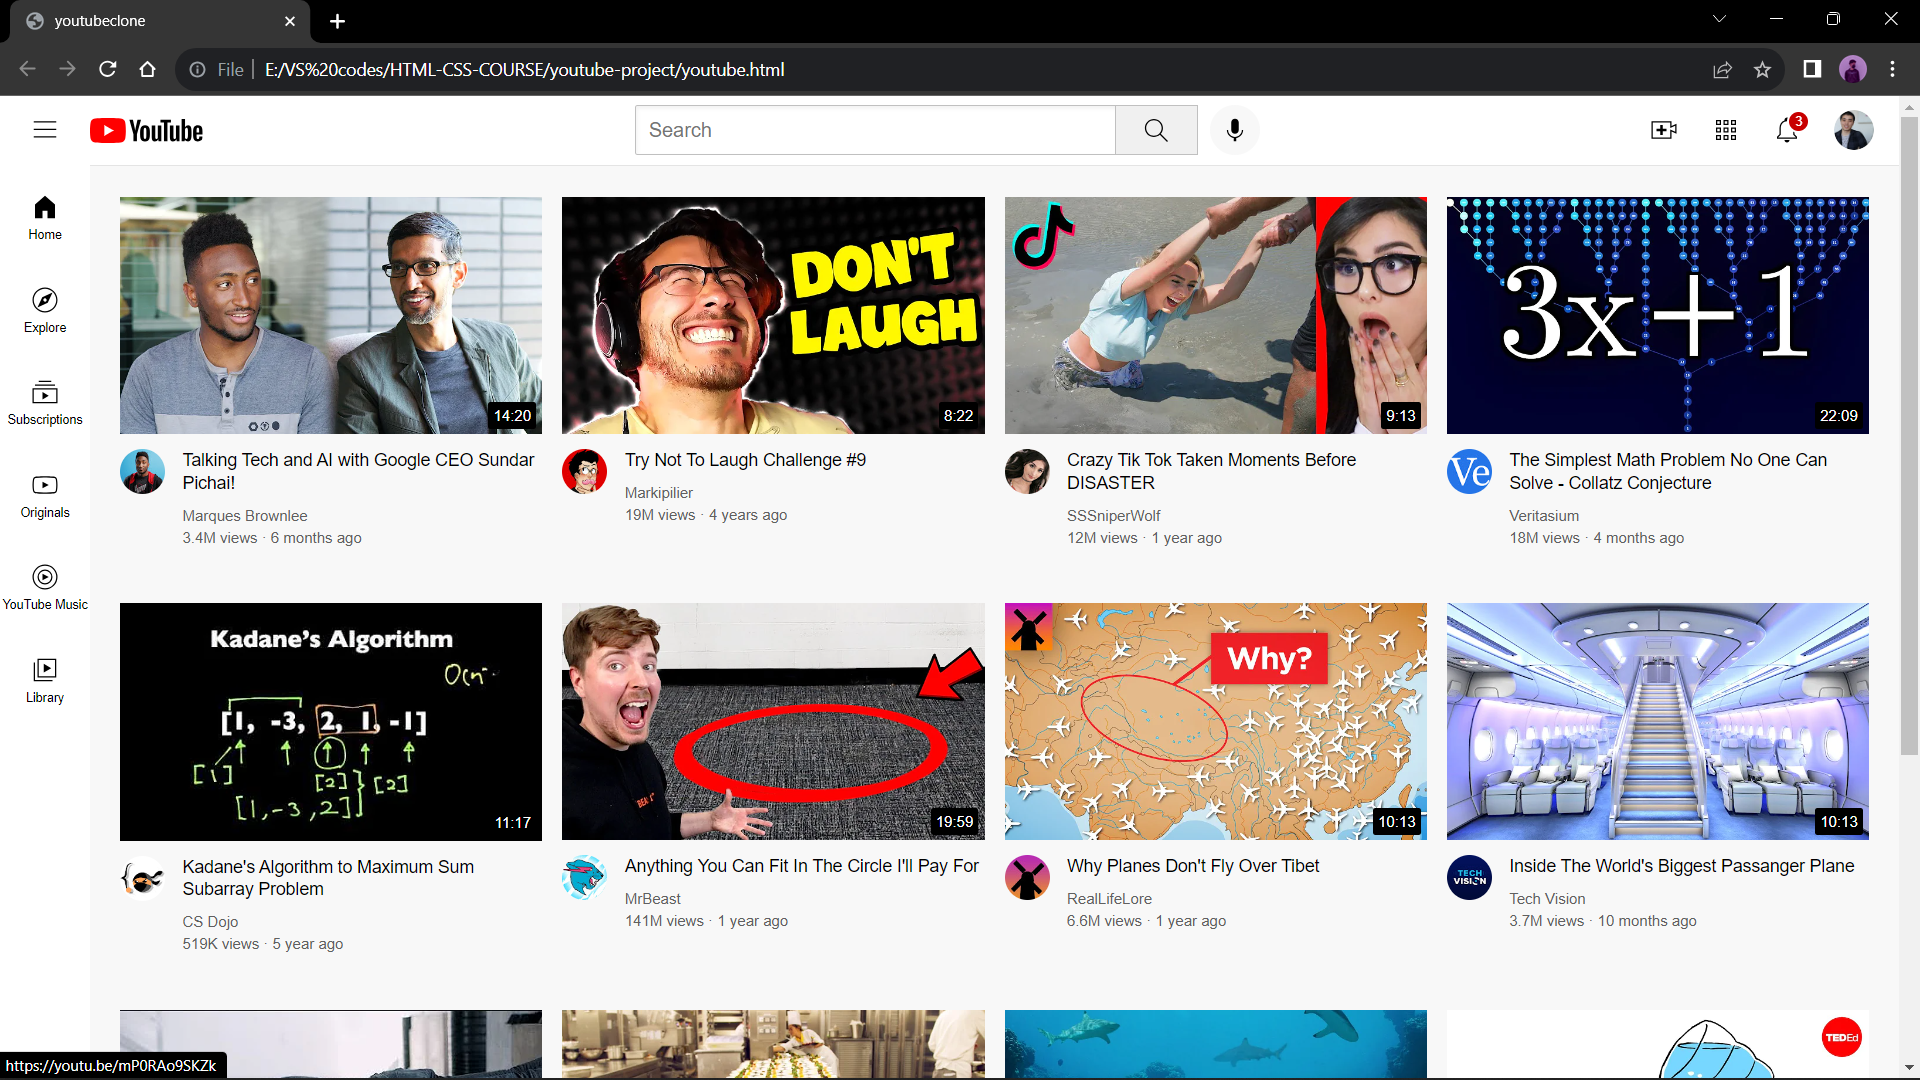 youtubeclone
File
E:/VS%20codes/HTML-CSS-COURSE/youtube-project/youtube.html
YouTube
Search
3
Home
Explore
Subscriptions
Originals
YouTube Music
Library
14:20
DON'T
LAUGH
8:22
9:13
3x+1
22:09
Talking Tech and AI with Google CEO Sundar
Pichai!
Marques Brownlee
3.4M views · 6 months ago
Try Not To Laugh Challenge #9
Markipilier
19M views · 4 years ago
Crazy Tik Tok Taken Moments Before
DISASTER
SSSniperWolf
12M views · 1 year ago
Ve
The Simplest Math Problem No One Can
Solve - Collatz Conjecture
Veritasium
18M views · 4 months ago
Kadane's Algorithm
[1, -3, 2, 1, -1]
[1]
[2]
[2]
[1,-3,2]
11:17
19:59
Why?
10:13
10:13
Kadane's Algorithm to Maximum Sum
Subarray Problem
CS Dojo
519K views · 5 year ago
Anything You Can Fit In The Circle I'll Pay For
MrBeast
141M views · 1 year ago
Why Planes Don't Fly Over Tibet
RealLifeLore
6.6M views · 1 year ago
TECH
VISION
Inside The World's Biggest Passanger Plane
Tech Vision
3.7M views · 10 months ago
TEDEd
https://youtu.be/mP0RAo9SKZk